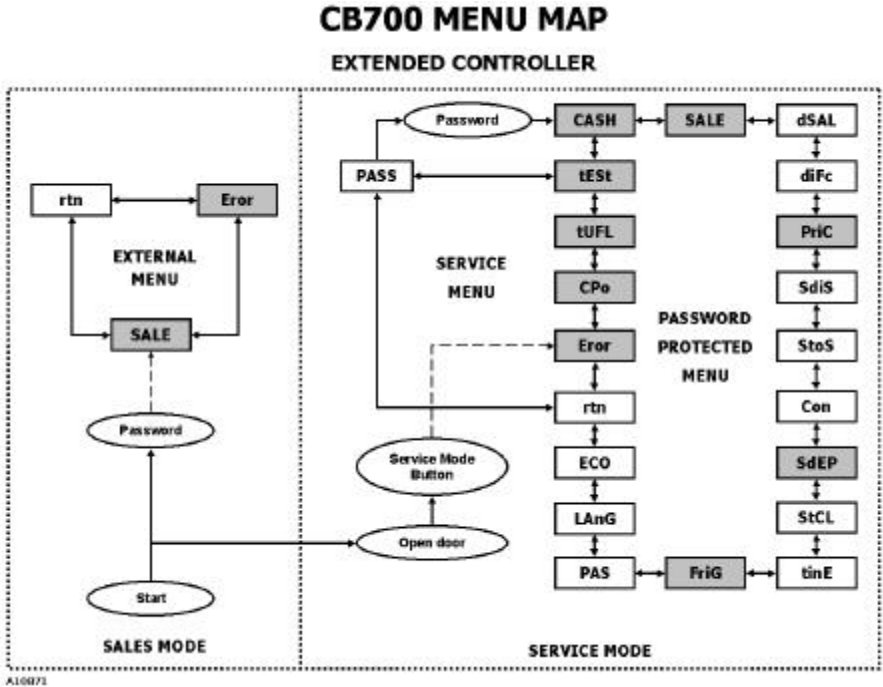 CB700 MENU MAP
EXTENDED CONTROLLER
Password
CASH
SALE
dSAL
PASS
tESt
diFc
rtn
Eror
tUFL
PriC
EXTERNAL
MENU
SERVICE
MENU
CPo
SdiS
SALE
PASSWORD
PROTECTED
MENU
Eror
StoS
rtn
Con
Password
Service Mode
Button
ECO
SdEP
LAnG
StCL
Open door
PAS
FriG
tinE
Start
SALES MODE
SERVICE MODE
A10871